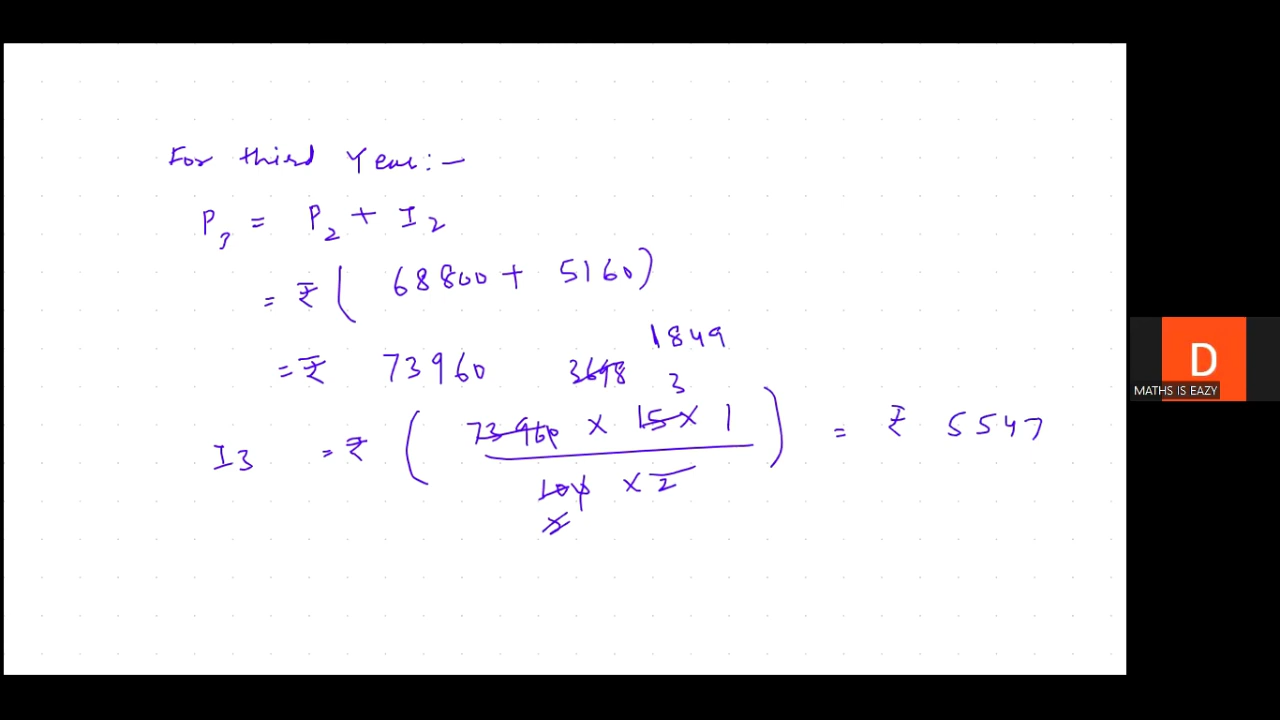 For third Year:-
P3 = P2 + I2
= ₹ ( 68800 + 5160 )
1849
= ₹ 73960 3698 3
I3 = ₹ ( 73960 × 15 × 1 ) = ₹ 5547
100 × 2
5
D
MATHS IS EAZY